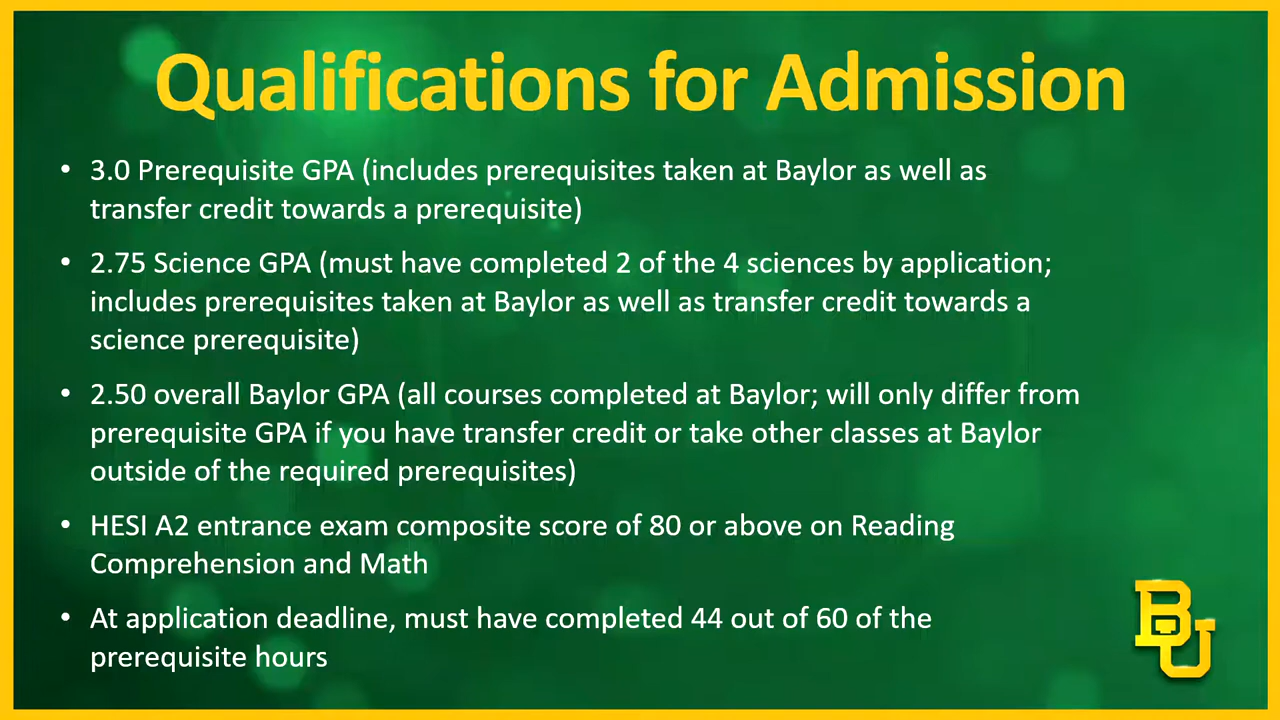 Qualifications for Admission
• 3.0 Prerequisite GPA (includes prerequisites taken at Baylor as well as
transfer credit towards a prerequisite)
• 2.75 Science GPA (must have completed 2 of the 4 sciences by application;
includes prerequisites taken at Baylor as well as transfer credit towards a
science prerequisite)
• 2.50 overall Baylor GPA (all courses completed at Baylor; will only differ from
prerequisite GPA if you have transfer credit or take other classes at Baylor
outside of the required prerequisites)
• HESI A2 entrance exam composite score of 80 or above on Reading
Comprehension and Math
• At application deadline, must have completed 44 out of 60 of the
prerequisite hours
BU